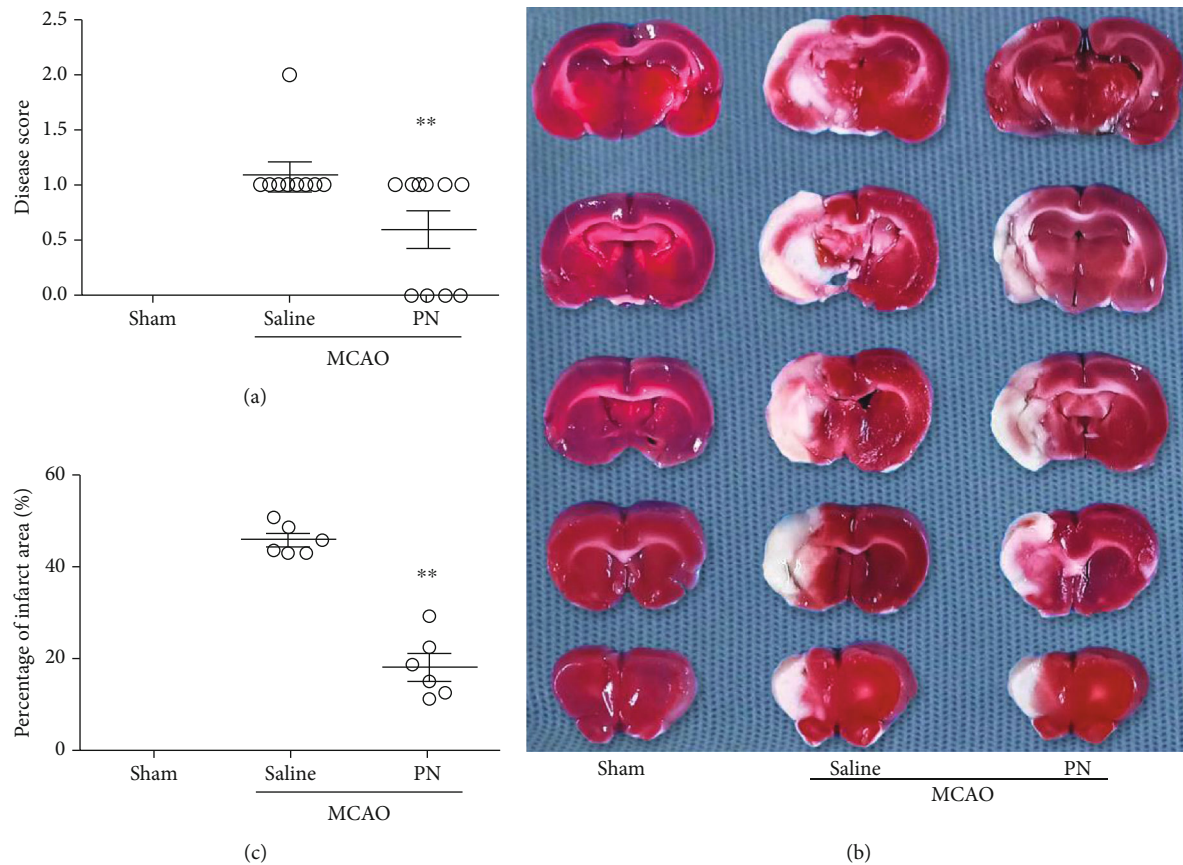 Disease score
2.5
2.0
1.5
1.0
0.5
0.0
**
Sham Saline PN
MCAO
(a)
Percentage of infarct area (%)
60
40
20
0
**
Sham Saline PN
MCAO
(c)
Sham Saline PN
MCAO
(b)